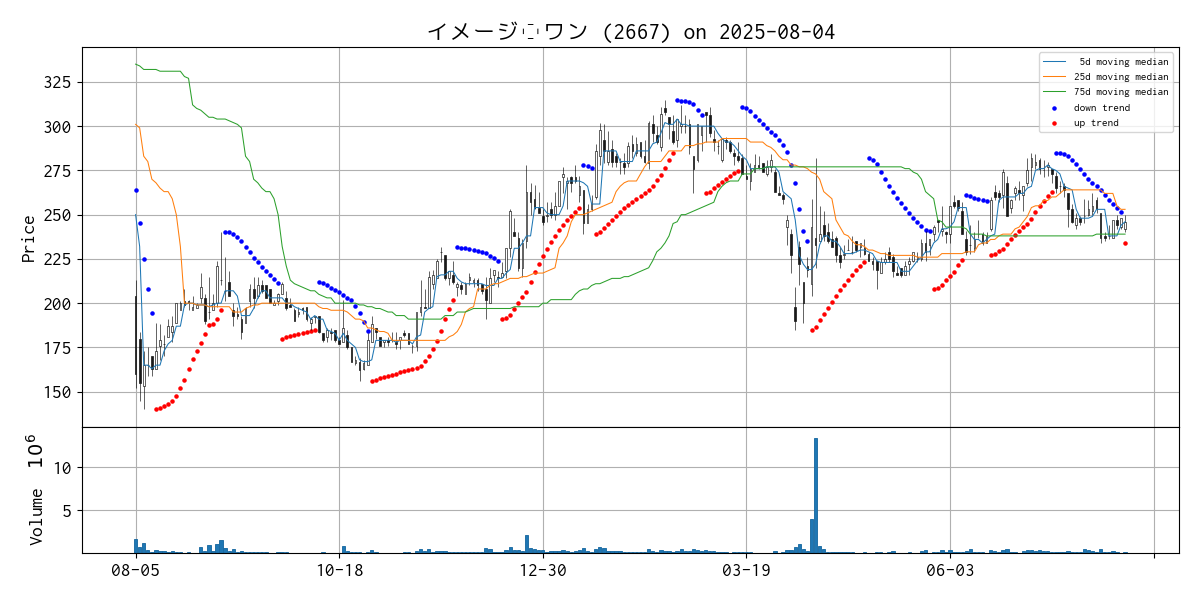 イメージ ワン (2667) on 2025-08-04
5d moving median
25d moving median
75d moving median
down trend
up trend
Price
325
300
275
250
225
200
175
150
Volume 10^6
10
5
08-05
10-18
12-30
03-19
06-03